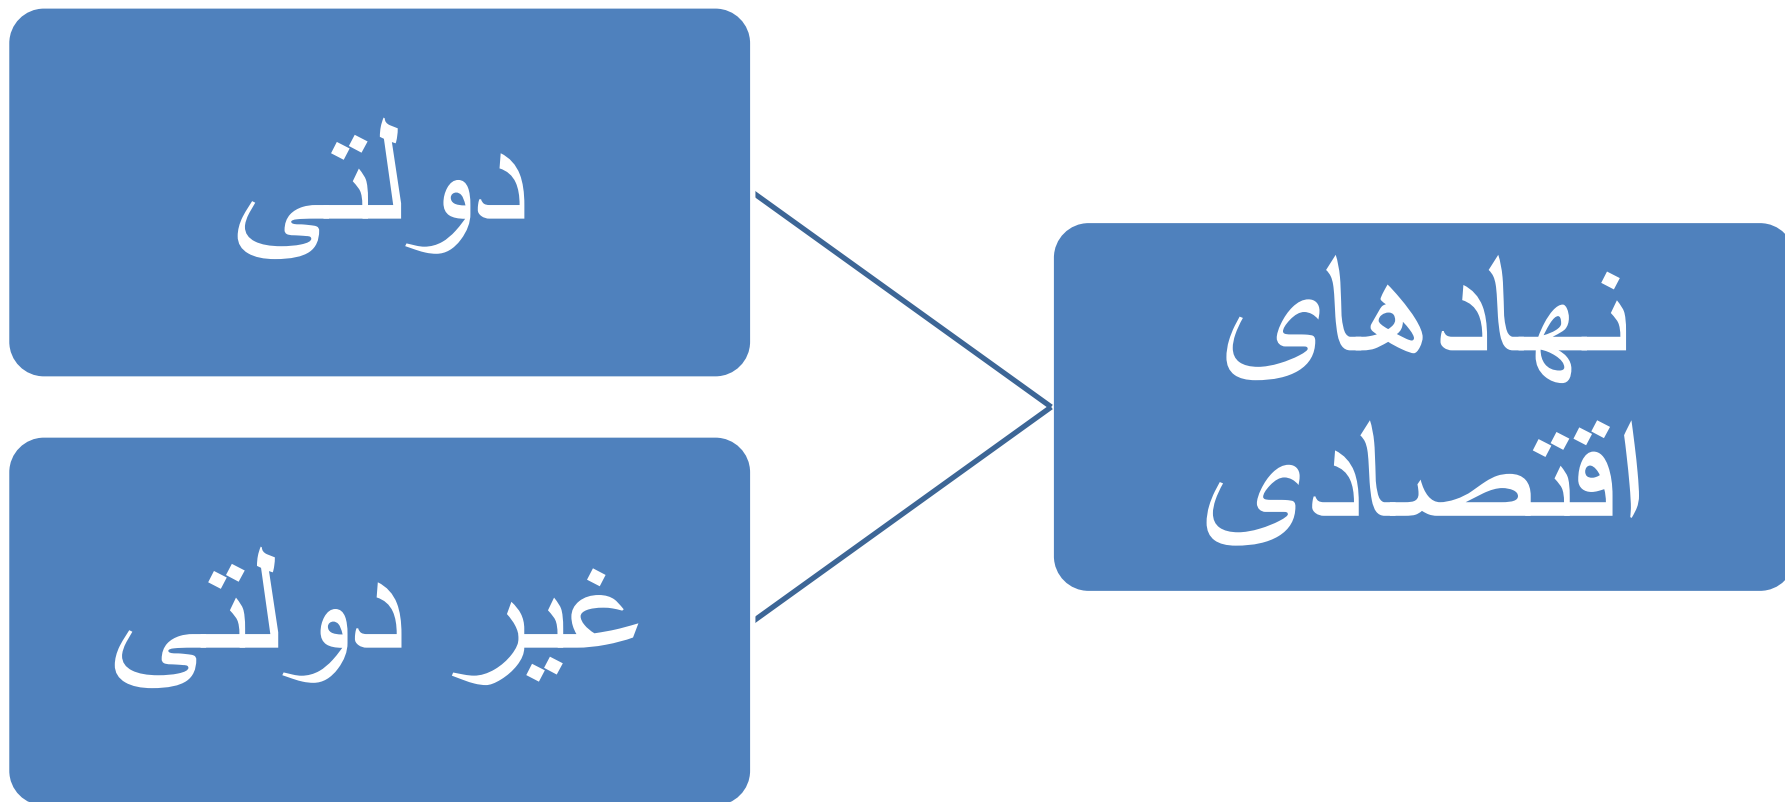 نهادهای
اقتصادی
دولتی
غیر دولتی